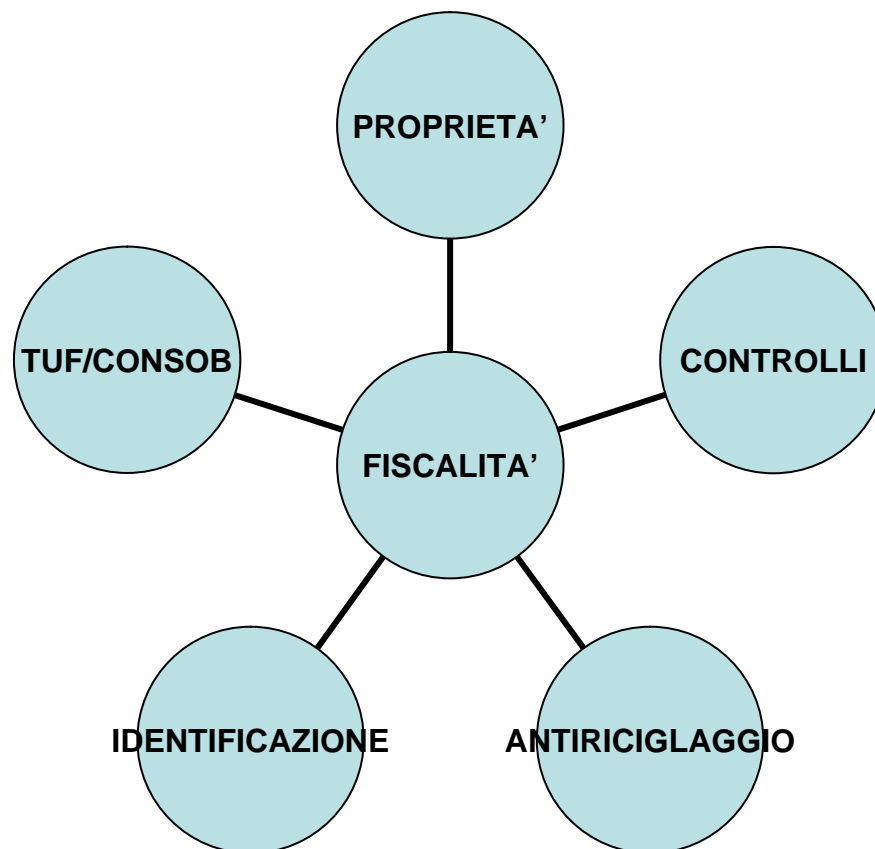 PROPRIETA’
TUF/CONSOB
CONTROLLI
FISCALITA’
IDENTIFICAZIONE
ANTIRICIGLAGGIO